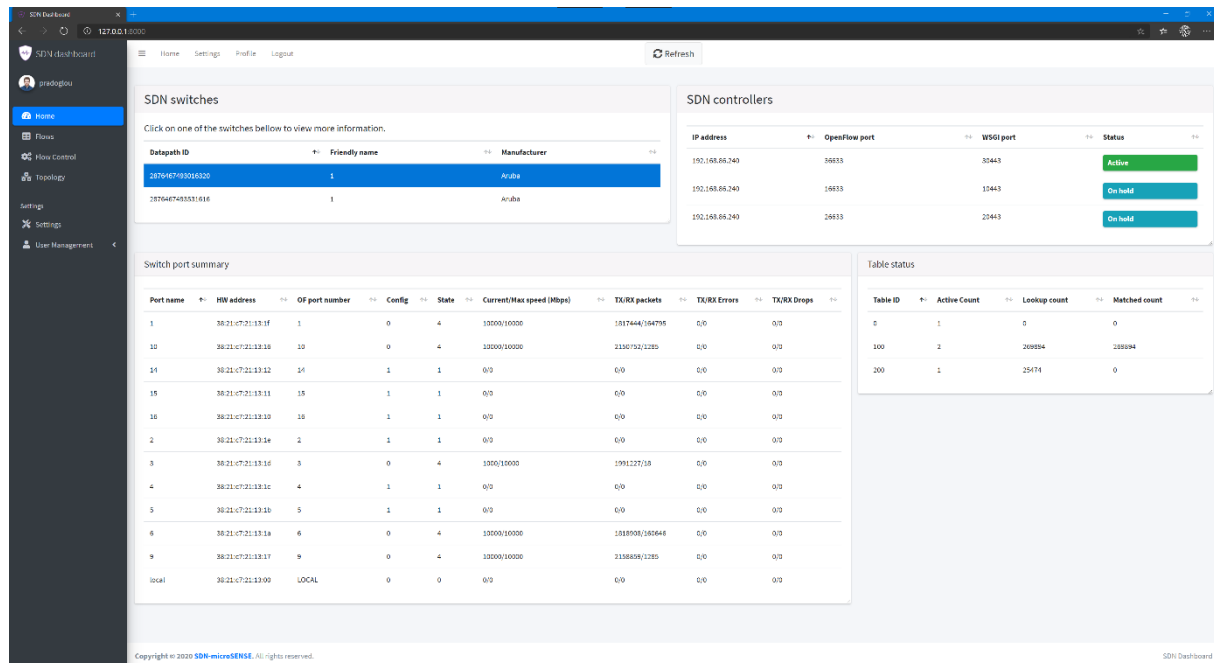 SDN Dashboard
127.0.0.1:8000
SDN dashboard
Home Settings Profile Logout
Refresh
pradoglou
Home
Flows
Flow Control
Topology
Settings
Settings
User Management
SDN switches
Click on one of the switches bellow to view more information.
Datapath ID Friendly name Manufacturer
2876467493016320 1 Aruba
2876467483831616 1 Aruba
SDN controllers
IP address OpenFlow port WSGI port Status
192.168.86.240 36633 30443 Active
192.168.86.240 16633 10443 On hold
192.168.86.240 26633 20443 On hold
Switch port summary
Port name HW address OF port number Config State Current/Max speed (Mbps) TX/RX packets TX/RX Errors TX/RX Drops
1 38:21:c7:21:13:1f 1 0 4 10000/10000 1817444/164795 0/0 0/0
10 38:21:c7:21:13:16 10 0 4 10000/10000 2150752/1285 0/0 0/0
14 38:21:c7:21:13:12 14 1 1 0/0 0/0 0/0 0/0
15 38:21:c7:21:13:11 15 1 1 0/0 0/0 0/0 0/0
16 38:21:c7:21:13:10 16 1 1 0/0 0/0 0/0 0/0
2 38:21:c7:21:13:1e 2 1 1 0/0 0/0 0/0 0/0
3 38:21:c7:21:13:1d 3 0 4 1000/10000 1991227/18 0/0 0/0
4 38:21:c7:21:13:1c 4 1 1 0/0 0/0 0/0 0/0
5 38:21:c7:21:13:1b 5 1 1 0/0 0/0 0/0 0/0
6 38:21:c7:21:13:1a 6 0 4 10000/10000 1818908/160646 0/0 0/0
9 38:21:c7:21:13:17 9 0 4 10000/10000 2158859/1285 0/0 0/0
local 38:21:c7:21:13:00 LOCAL 0 0 0/0 0/0 0/0 0/0
Table status
Table ID Active Count Lookup count Matched count
0 1 0 0
100 2 269894 269894
200 1 25474 0
Copyright © 2020 SDN-microSENSE. All rights reserved.
SDN Dashboard